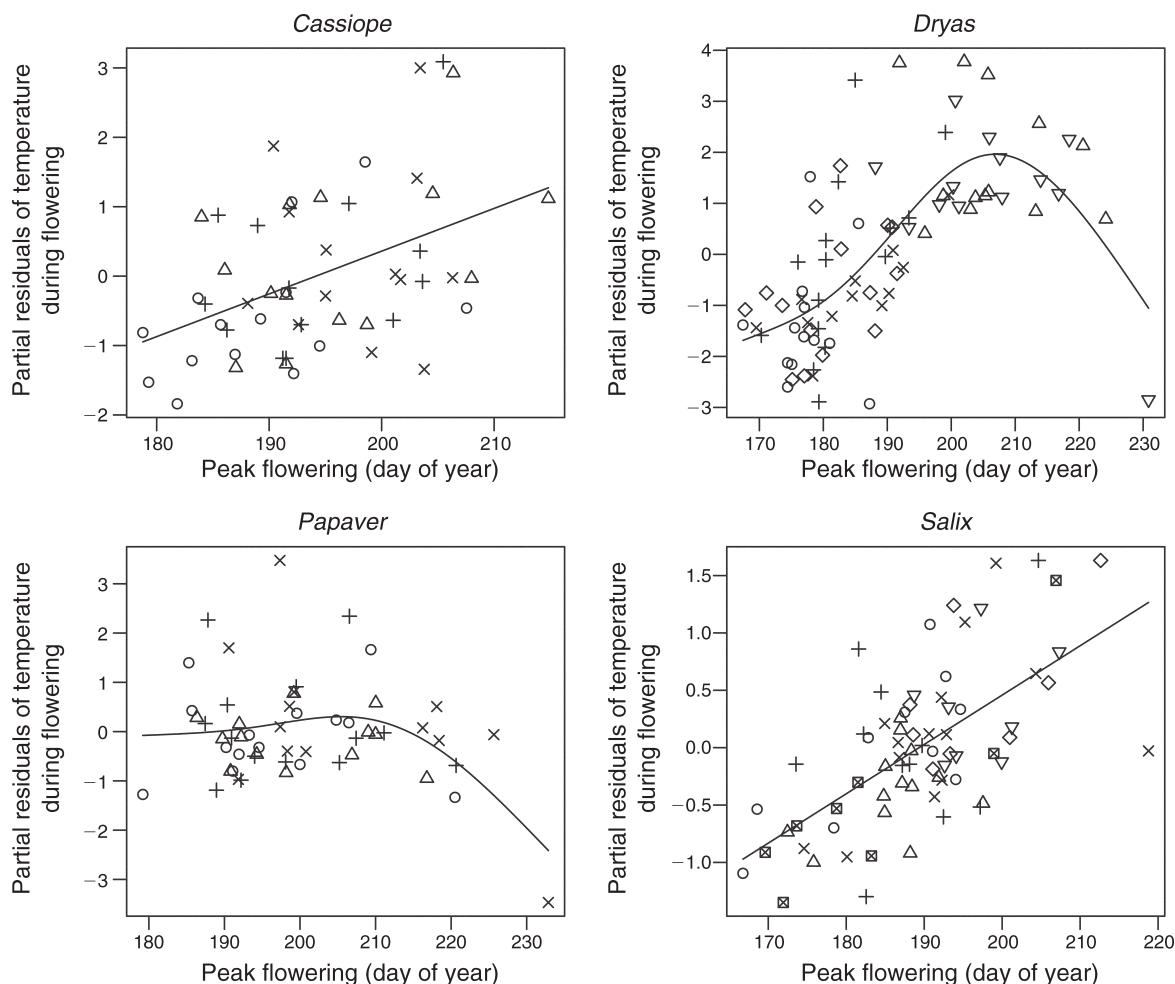 Cassiope
Partial residuals of temperature
during flowering
3
2
1
0
−1
−2
180 190 200 210
Peak flowering (day of year)
Dryas
Partial residuals of temperature
during flowering
4
3
2
1
0
−1
−2
−3
170 180 190 200 210 220 230
Peak flowering (day of year)
Papaver
Partial residuals of temperature
during flowering
3
2
1
0
−1
−2
−3
180 190 200 210 220 230
Peak flowering (day of year)
Salix
Partial residuals of temperature
during flowering
1.5
1.0
0.5
0.0
−0.5
−1.0
170 180 190 200 210 220
Peak flowering (day of year)